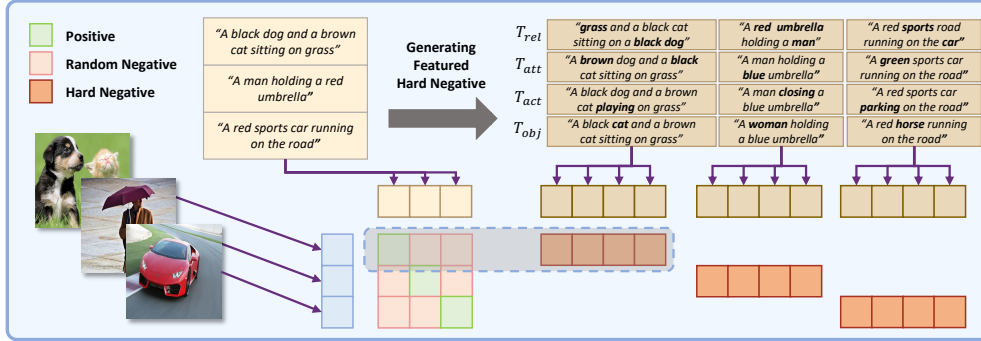 Positive
Random Negative
Hard Negative
“A black dog and a brown
cat sitting on grass”
“A man holding a red
umbrella”
“A red sports car running
on the road”
Generating
Featured
Hard Negative
T_rel
“grass and a black cat
sitting on a black dog”
“A red umbrella
holding a man”
“A red sports road
running on the car”
T_att
“A brown dog and a black
cat sitting on grass”
“A man holding a
blue umbrella”
“A green sports car
running on the road”
T_act
“A black dog and a brown
cat playing on grass”
“A man closing a
blue umbrella”
“A red sports car
parking on the road”
T_obj
“A black cat and a brown
cat sitting on grass”
“A woman holding
a blue umbrella”
“A red horse running
on the road”